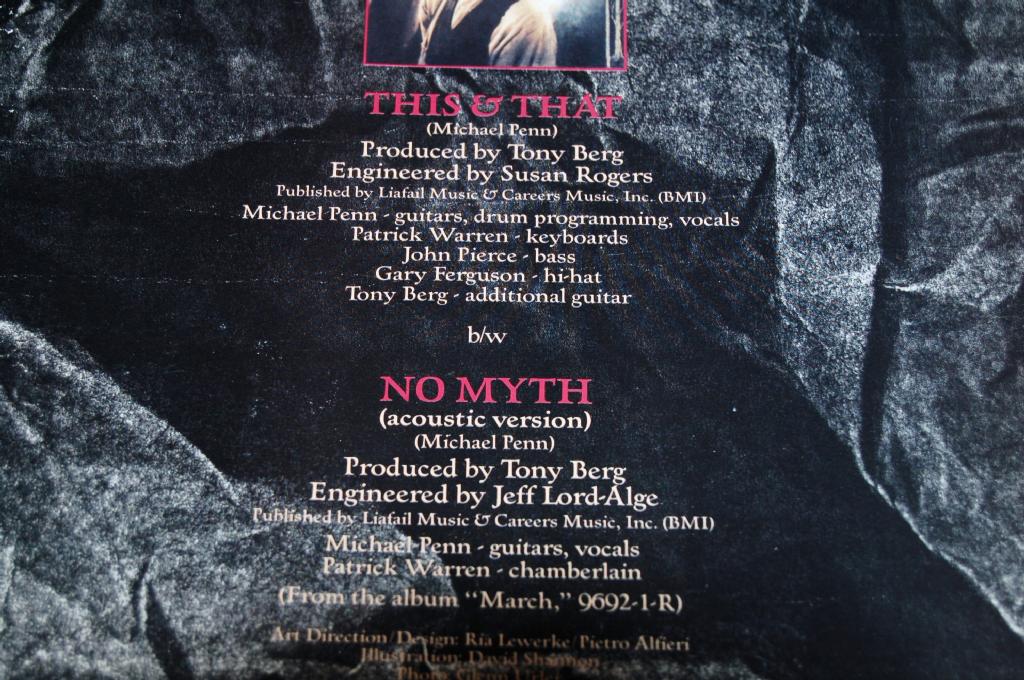 THIS & THAT
(Michael Penn)
Produced by Tony Berg
Engineered by Susan Rogers
Published by Liafail Music & Careers Music, Inc. (BMI)
Michael Penn - guitars, drum programming, vocals
Patrick Warren - keyboards
John Pierce - bass
Gary Ferguson - hi-hat
Tony Berg - additional guitar
b/w
NO MYTH
(acoustic version)
(Michael Penn)
Produced by Tony Berg
Engineered by Jeff Lord-Alge
Published by Liafail Music & Careers Music, Inc. (BMI)
Michael Penn - guitars, vocals
Patrick Warren - chamberlain
(From the album "March," 9692-1-R)
Art Direction/Design: Ria Lewerke/Pietro Alfieri
Illustration: David Shannon